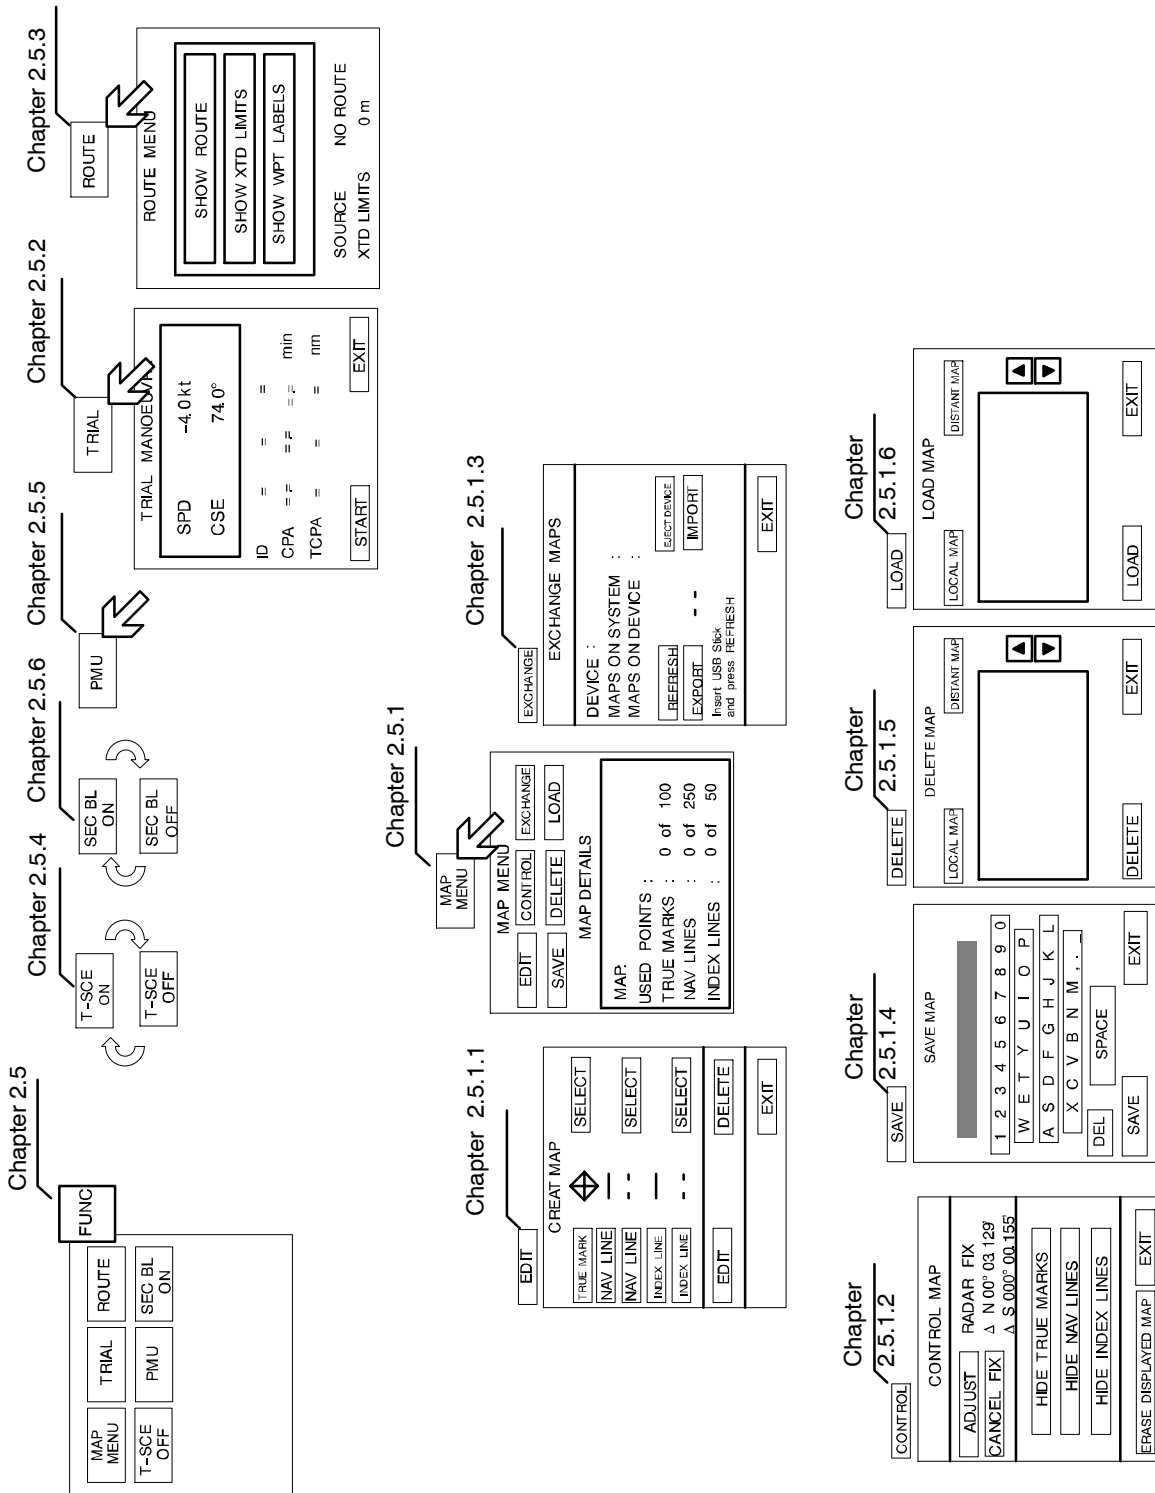 Chapter 2.5
FUNC
MAP MENU
TRIAL
ROUTE
T-SCE OFF
PMU
SEC BL ON
Chapter 2.5.4
T-SCE ON
T-SCE OFF
Chapter 2.5.6
SEC BL ON
SEC BL OFF
Chapter 2.5.5
PMU
Chapter 2.5.2
TRIAL
TRIAL MANOEUVR
SPD -4.0 kt
CSE 74.0°
ID = = =
CPA =.= =.= =.= min
TCPA = = = nm
START
EXIT
Chapter 2.5.3
ROUTE
ROUTE MENU
SHOW ROUTE
SHOW XTD LIMITS
SHOW WPT LABELS
SOURCE NO ROUTE
XTD LIMITS 0 m
Chapter 2.5.1.1
EDIT
CREAT MAP
TRUE MARK SELECT
NAV LINE
NAV LINE SELECT
INDEX LINE
INDEX LINE SELECT
EDIT DELETE
EXIT
Chapter 2.5.1
MAP MENU
MAP MENU
EDIT CONTROL EXCHANGE
SAVE DELETE LOAD
MAP DETAILS
MAP:
USED POINTS :
TRUE MARKS : 0 of 100
NAV LINES : 0 of 250
INDEX LINES : 0 of 50
Chapter 2.5.1.3
EXCHANGE
EXCHANGE MAPS
DEVICE :
MAPS ON SYSTEM :
MAPS ON DEVICE :
REFRESH EJECT DEVICE
EXPORT - - IMPORT
Insert USB Stick
and press REFRESH
EXIT
Chapter
2.5.1.2
CONTROL
CONTROL MAP
ADJUST RADAR FIX
CANCEL FIX Δ N 00° 03.129'
Δ S 000° 00.155'
HIDE TRUE MARKS
HIDE NAV LINES
HIDE INDEX LINES
ERASE DISPLAYED MAP EXIT
Chapter
2.5.1.4
SAVE
SAVE MAP
1 2 3 4 5 6 7 8 9 0
W E T Y U I O P
A S D F G H J K L
X C V B N M , . _
DEL SPACE
SAVE EXIT
Chapter
2.5.1.5
DELETE
DELETE MAP
LOCAL MAP DISTANT MAP
DELETE EXIT
Chapter
2.5.1.6
LOAD
LOAD MAP
LOCAL MAP DISTANT MAP
LOAD EXIT